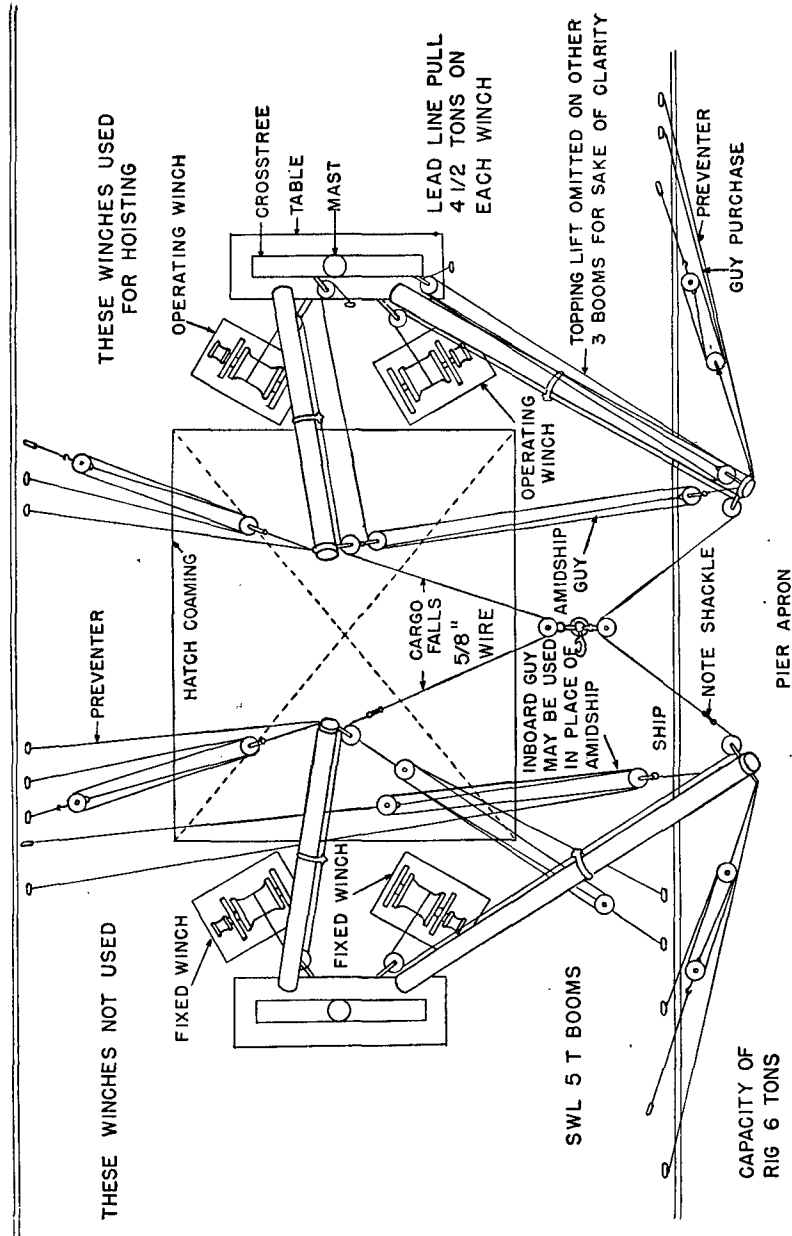 THESE WINCHES NOT USED
THESE WINCHES USED
FOR HOISTING
PREVENTER
OPERATING WINCH
HATCH COAMING
CROSSTREE
TABLE
MAST
FIXED WINCH
FIXED WINCH
CARGO
FALLS
5/8" WIRE
OPERATING
WINCH
LEAD LINE PULL
4 1/2 TONS ON
EACH WINCH
INBOARD GUY
MAY BE USED
IN PLACE OF
AMIDSHIP
AMIDSHIP
GUY
SWL 5 T BOOMS
SHIP
TOPPING LIFT OMITTED ON OTHER
3 BOOMS FOR SAKE OF CLARITY
NOTE SHACKLE
PREVENTER
GUY PURCHASE
CAPACITY OF
RIG 6 TONS
PIER APRON